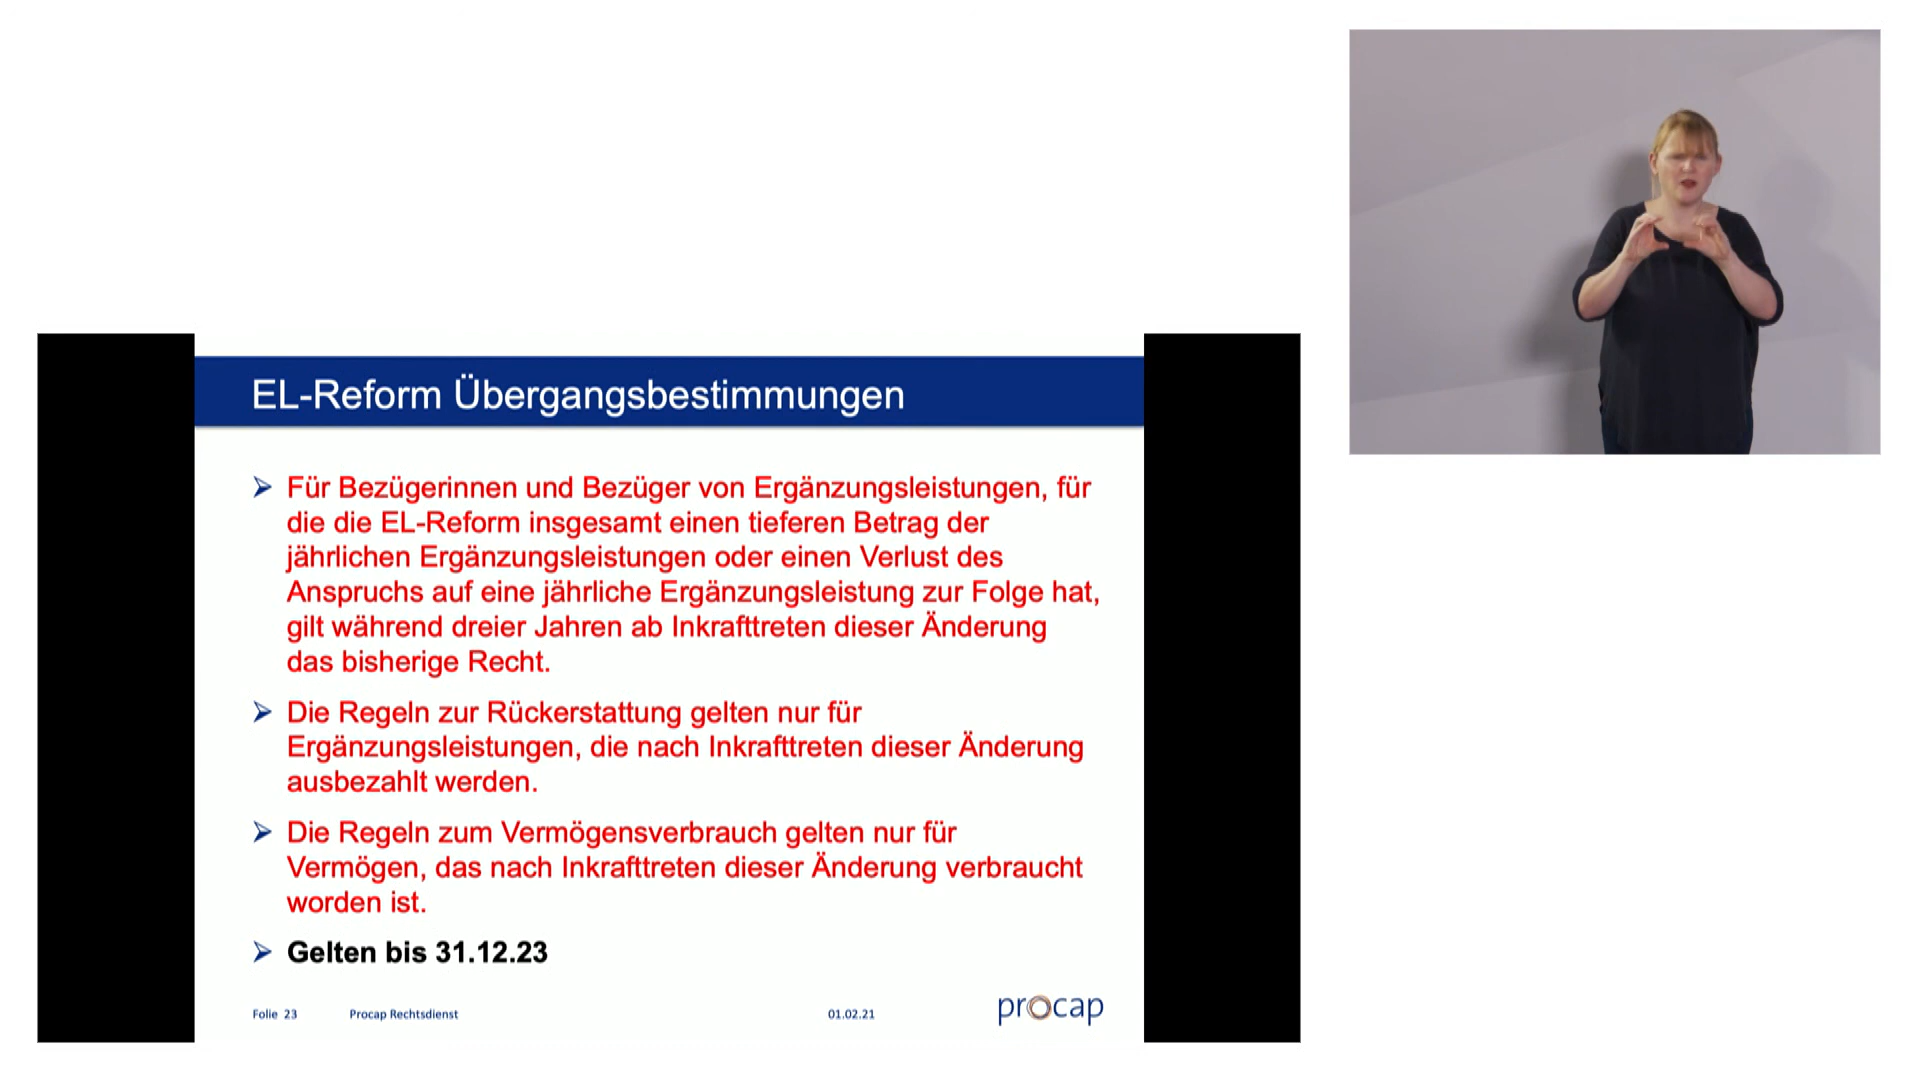 EL-Reform Übergangsbestimmungen
Für Bezügerinnen und Bezüger von Ergänzungsleistungen, für
die die EL-Reform insgesamt einen tieferen Betrag der
jährlichen Ergänzungsleistungen oder einen Verlust des
Anspruchs auf eine jährliche Ergänzungsleistung zur Folge hat,
gilt während dreier Jahren ab Inkrafttreten dieser Änderung
das bisherige Recht.
Die Regeln zur Rückerstattung gelten nur für
Ergänzungsleistungen, die nach Inkrafttreten dieser Änderung
ausbezahlt werden.
Die Regeln zum Vermögensverbrauch gelten nur für
Vermögen, das nach Inkrafttreten dieser Änderung verbraucht
worden ist.
Gelten bis 31.12.23
Folie 23 Procap Rechtsdienst 01.02.21 procap